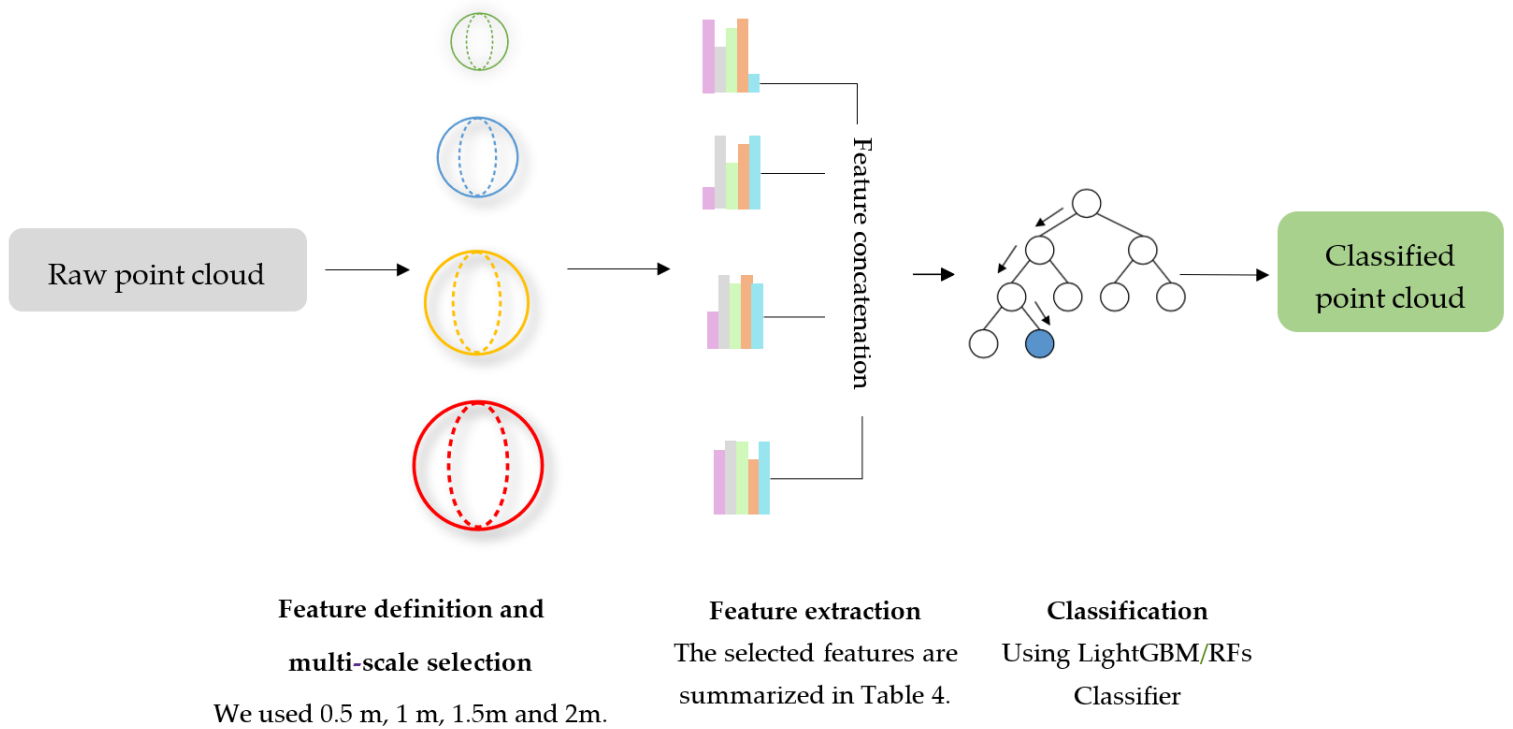 Raw point cloud
Feature concatenation
Classified
point cloud
Feature definition and
multi-scale selection
We used 0.5 m, 1 m, 1.5m and 2m.
Feature extraction
The selected features are
summarized in Table 4.
Classification
Using LightGBM/RFs
Classifier